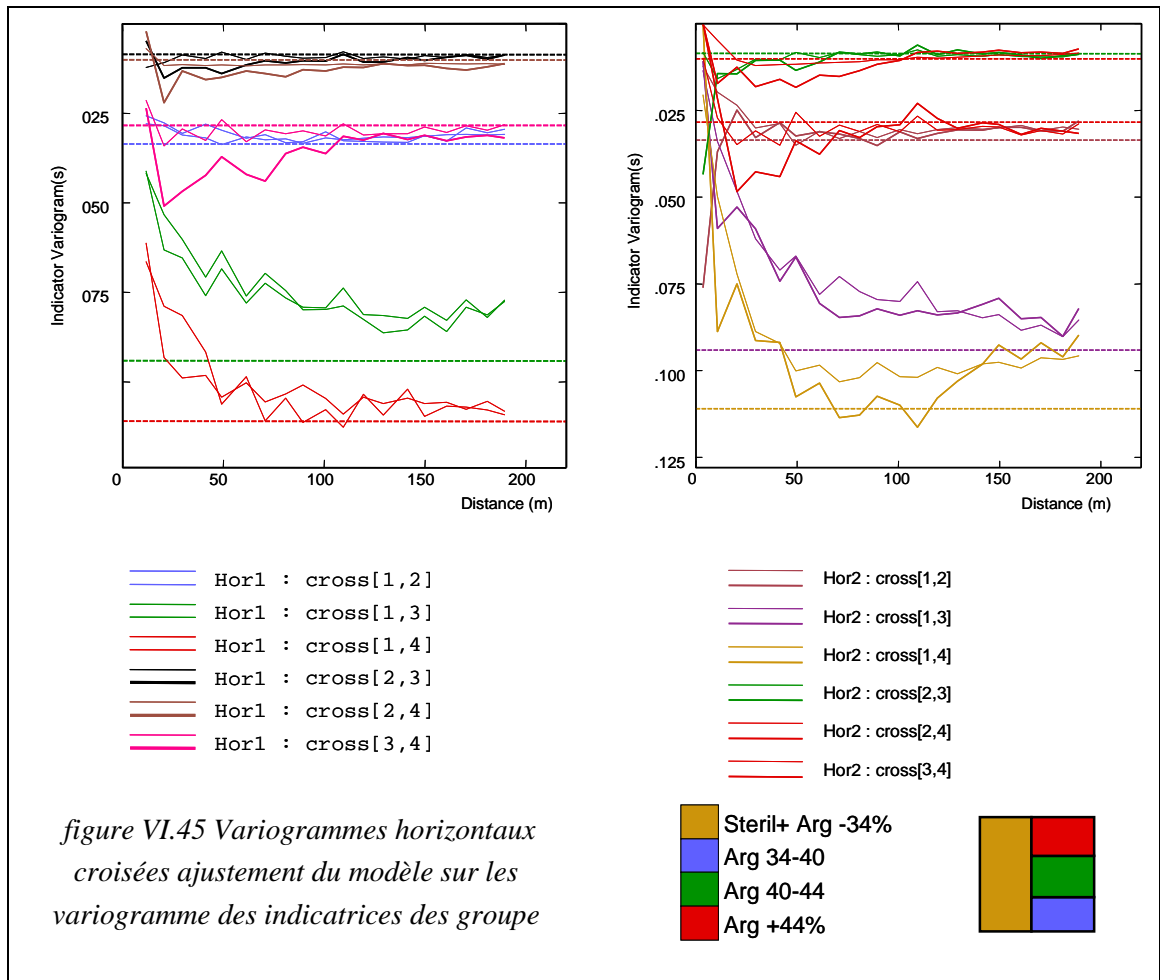 Indicator Variogram(s)
025
050
075
0
50
100
150
200
Distance (m)
Indicator Variogram(s)
.025
.050
.075
.100
.125
0
50
100
150
200
Distance (m)
Hor1 : cross[1,2]
Hor1 : cross[1,3]
Hor1 : cross[1,4]
Hor1 : cross[2,3]
Hor1 : cross[2,4]
Hor1 : cross[3,4]
Hor2 : cross[1,2]
Hor2 : cross[1,3]
Hor2 : cross[1,4]
Hor2 : cross[2,3]
Hor2 : cross[2,4]
Hor2 : cross[3,4]
figure VI.45 Variogrammes horizontaux
croisées ajustement du modèle sur les
variogramme des indicatrices des groupe
Steril+ Arg -34%
Arg 34-40
Arg 40-44
Arg +44%